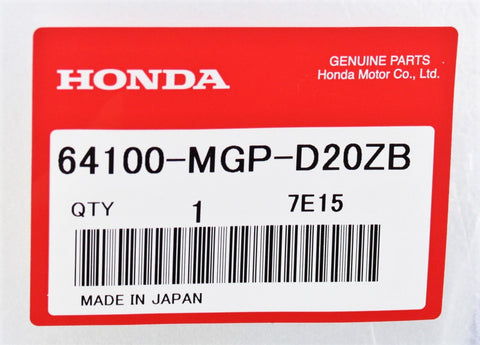 HONDA
GENUINE PARTS
Honda Motor Co., Ltd.
64100-MGP-D20ZB
QTY 1 7E15
MADE IN JAPAN